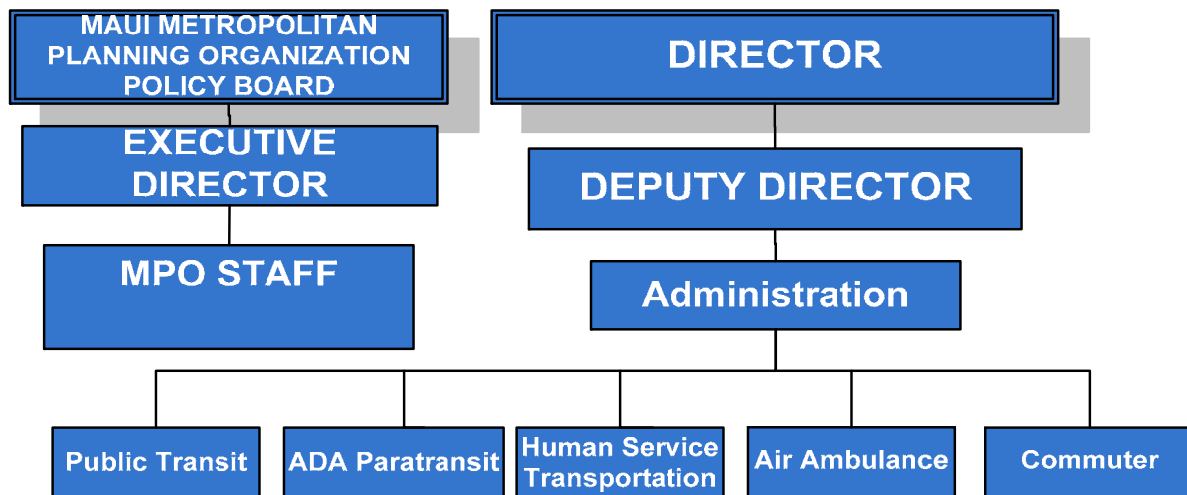 MAUI METROPOLITAN
PLANNING ORGANIZATION
POLICY BOARD
EXECUTIVE
DIRECTOR
MPO STAFF
DIRECTOR
DEPUTY DIRECTOR
Administration
Public Transit
ADA Paratransit
Human Service
Transportation
Air Ambulance
Commuter